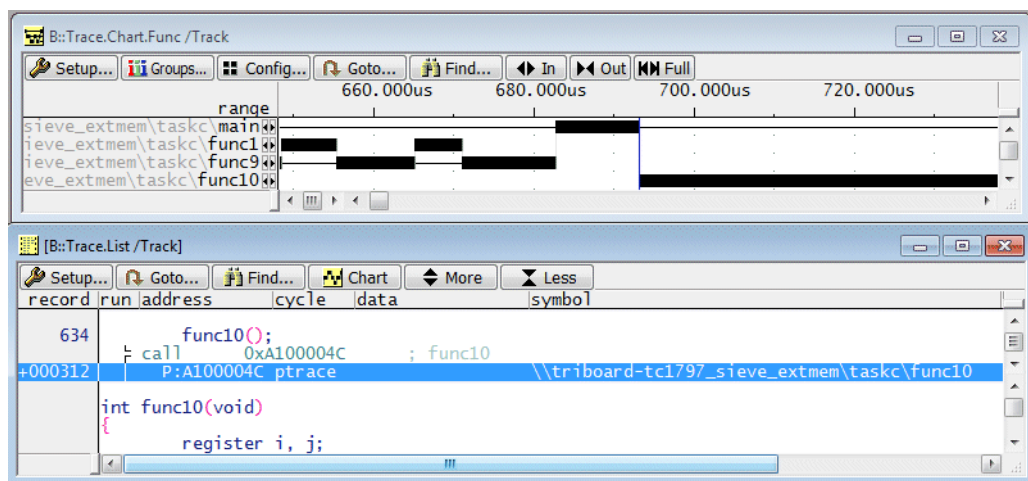 B::Trace.Chart.Func /Track
Setup... Groups... Config... Goto... Find... In Out Full
660.000us 680.000us 700.000us 720.000us
range
sieve_extmem\taskc\main
ieve_extmem\taskc\func1
ieve_extmem\taskc\func9
eve_extmem\taskc\func10
[B::Trace.List /Track]
Setup... Goto... Find... Chart More Less
record run address cycle data symbol
634 func10();
call 0xA100004C ; func10
+000312 P:A100004C ptrace \\triboard-tc1797_sieve_extmem\taskc\func10
int func10(void)
{
register i, j;